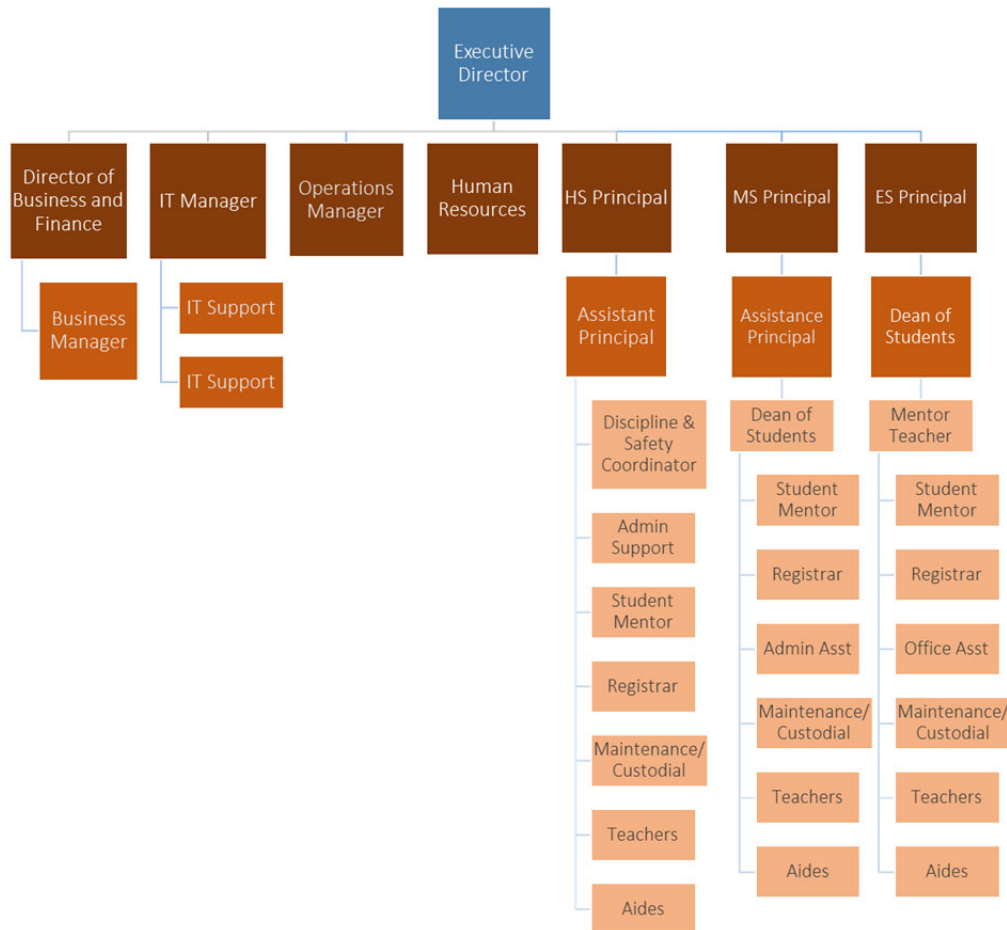 Executive
Director
Director of
Business and
Finance
IT Manager
Operations
Manager
Human
Resources
HS Principal
MS Principal
ES Principal
Business
Manager
IT Support
IT Support
Assistant
Principal
Discipline &
Safety
Coordinator
Admin
Support
Student
Mentor
Registrar
Maintenance/
Custodial
Teachers
Aides
Assistance
Principal
Dean of
Students
Student
Mentor
Registrar
Admin Asst
Maintenance/
Custodial
Teachers
Aides
Dean of
Students
Mentor
Teacher
Student
Mentor
Registrar
Office Asst
Maintenance/
Custodial
Teachers
Aides